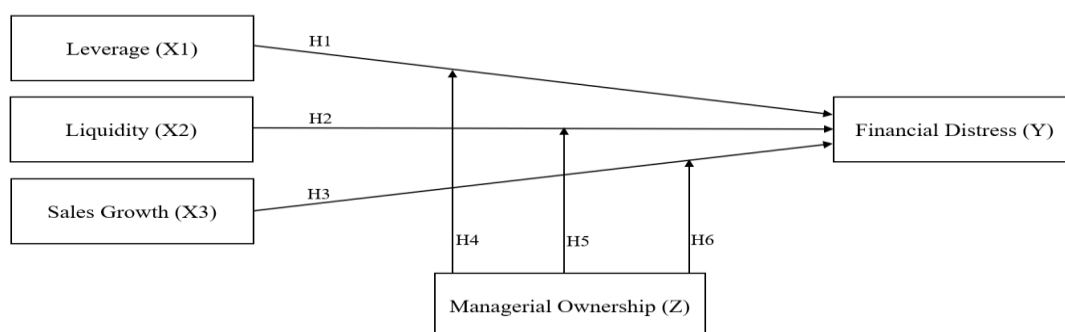 Leverage (X1)
H1
Liquidity (X2)
H2
Financial Distress (Y)
Sales Growth (X3)
H3
H4
H5
H6
Managerial Ownership (Z)